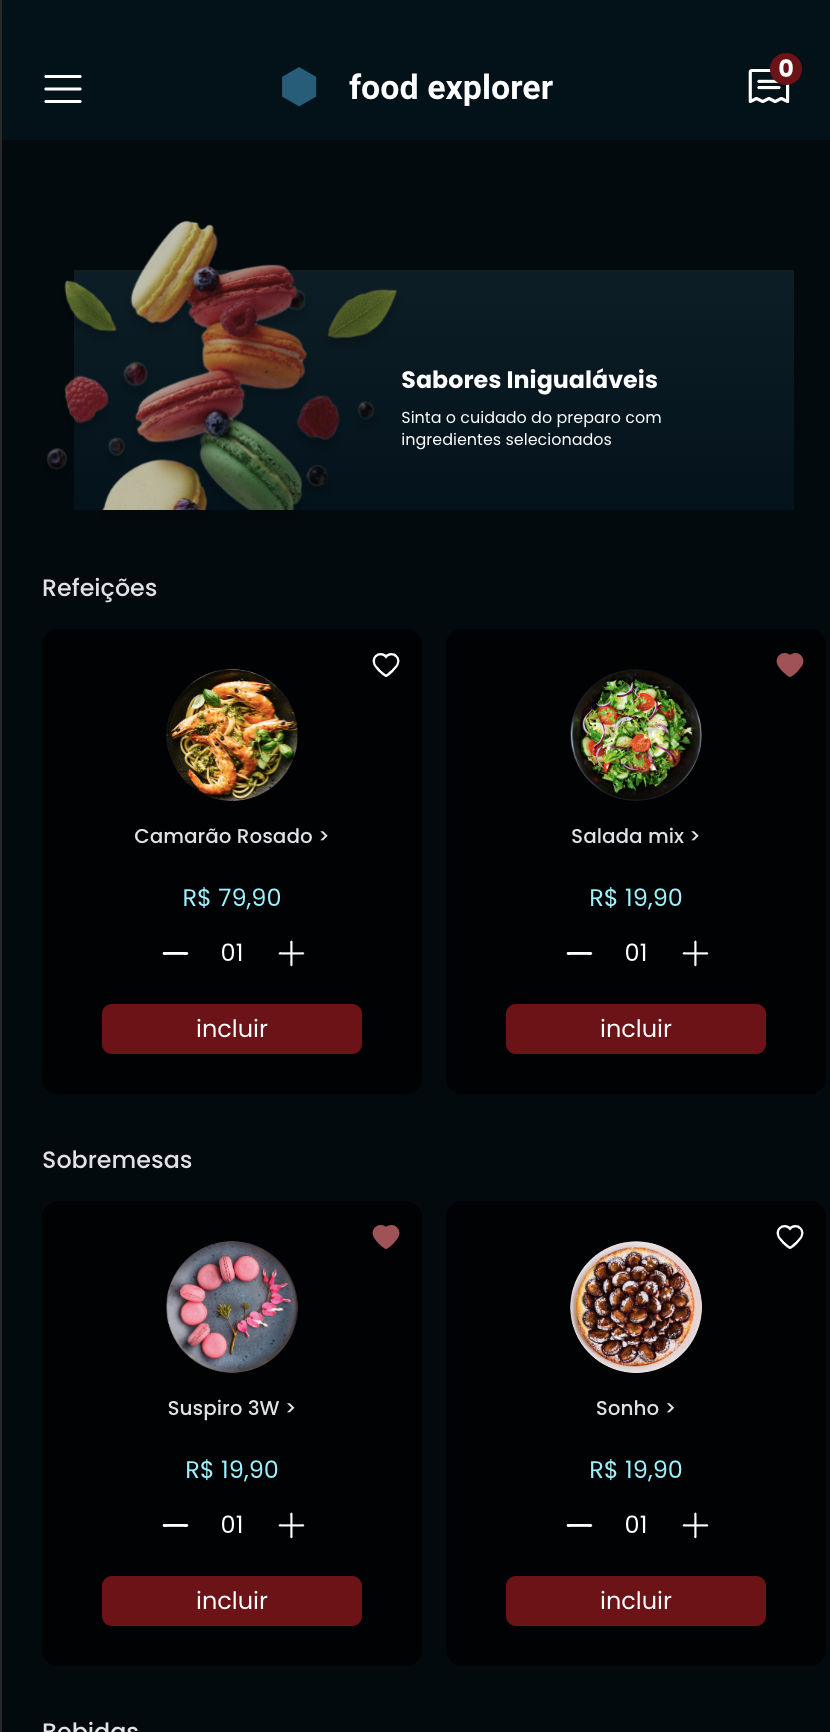 food explorer
0
Sabores Inigualáveis
Sinta o cuidado do preparo com
ingredientes selecionados
Refeições
Camarão Rosado >
R$ 79,90
01
incluir
Salada mix >
R$ 19,90
01
incluir
Sobremesas
Suspiro 3W >
R$ 19,90
01
incluir
Sonho >
R$ 19,90
01
incluir
Bebidas